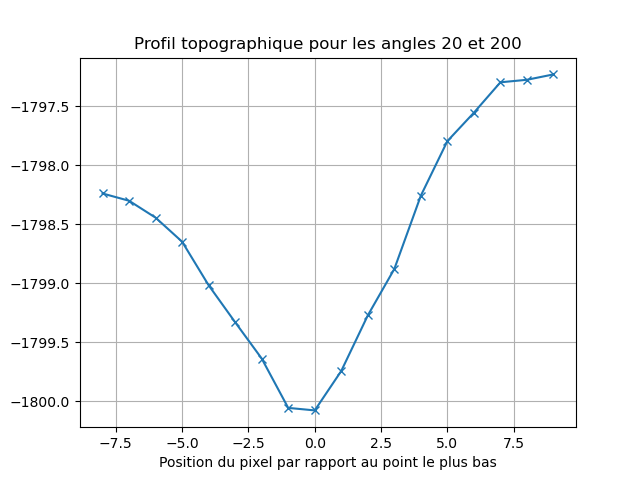 Profil topographique pour les angles 20 et 200
−1797.5
−1798.0
−1798.5
−1799.0
−1799.5
−1800.0
−7.5 −5.0 −2.5 0.0 2.5 5.0 7.5
Position du pixel par rapport au point le plus bas